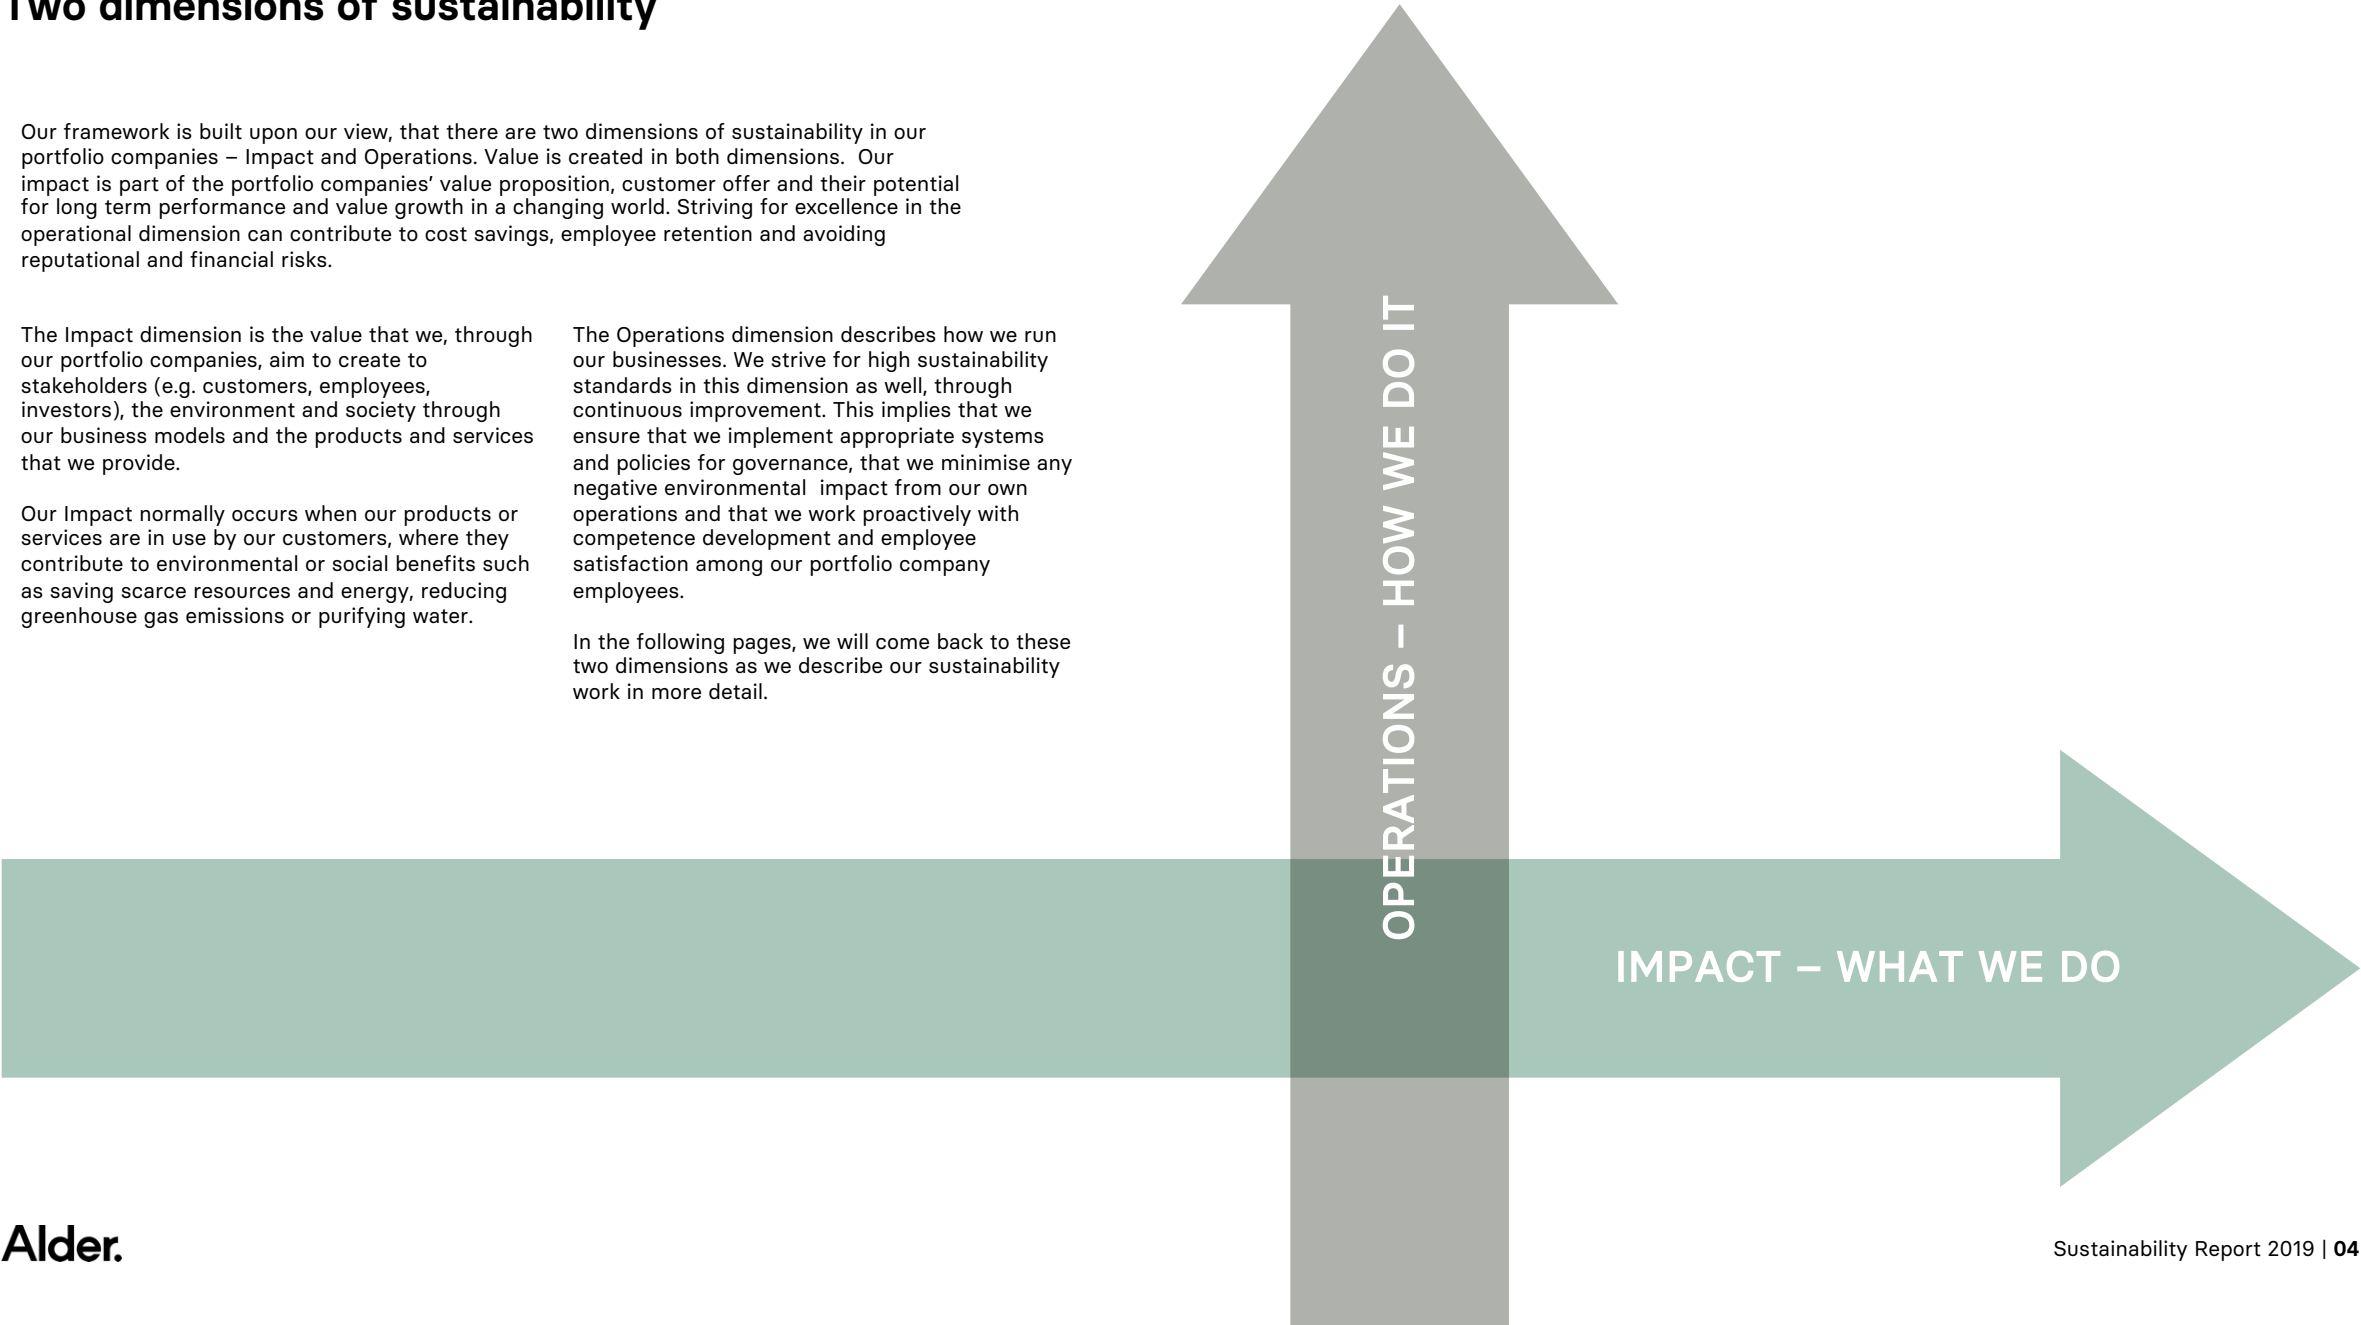 Two dimensions of sustainability
Our framework is built upon our view, that there are two dimensions of sustainability in our
portfolio companies – Impact and Operations. Value is created in both dimensions.  Our
impact is part of the portfolio companies’ value proposition, customer offer and their potential
for long term performance and value growth in a changing world. Striving for excellence in the
operational dimension can contribute to cost savings, employee retention and avoiding
reputational and financial risks.
The Impact dimension is the value that we, through
our portfolio companies, aim to create to
stakeholders (e.g. customers, employees,
investors), the environment and society through
our business models and the products and services
that we provide.
Our Impact normally occurs when our products or
services are in use by our customers, where they
contribute to environmental or social benefits such
as saving scarce resources and energy, reducing
greenhouse gas emissions or purifying water.
The Operations dimension describes how we run
our businesses. We strive for high sustainability
standards in this dimension as well, through
continuous improvement. This implies that we
ensure that we implement appropriate systems
and policies for governance, that we minimise any
negative environmental  impact from our own
operations and that we work proactively with
competence development and employee
satisfaction among our portfolio company
employees.
In the following pages, we will come back to these
two dimensions as we describe our sustainability
work in more detail.
OPERATIONS – HOW WE DO IT
IMPACT – WHAT WE DO
Alder.
Sustainability Report 2019 | 04